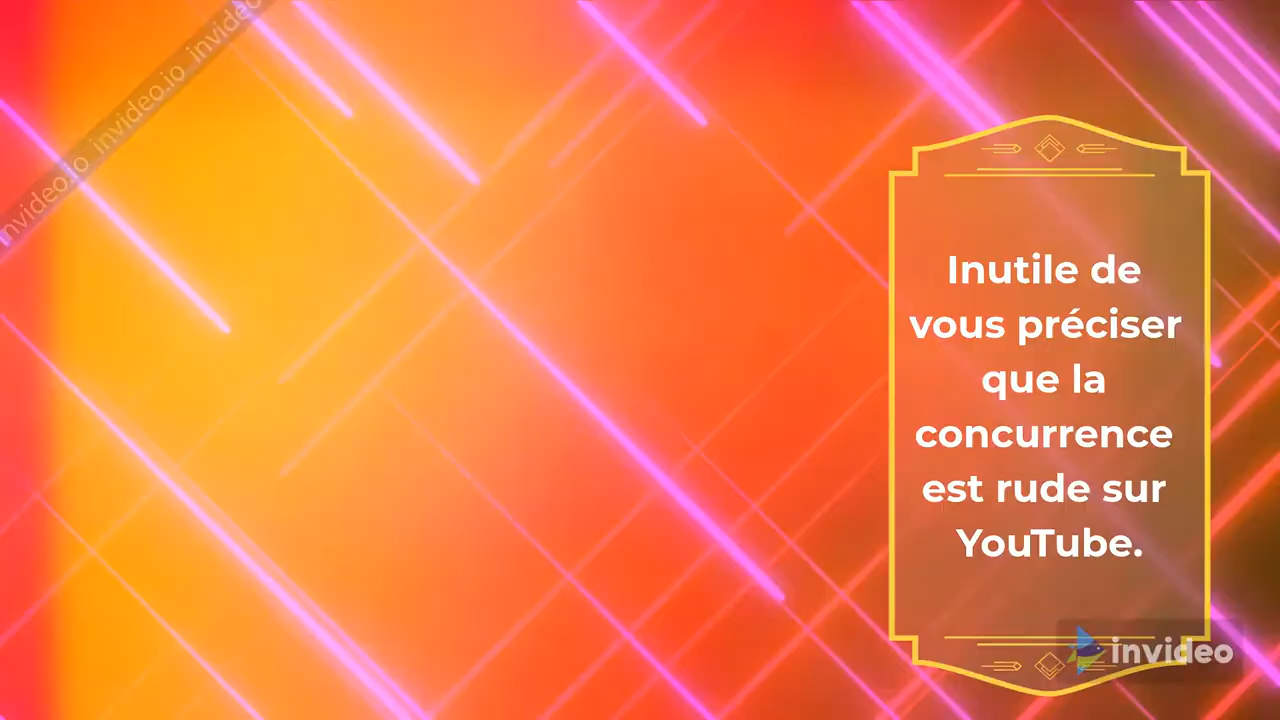 invideo.io invideo.io invideo
Inutile de
vous préciser
que la
concurrence
est rude sur
YouTube.
invideo